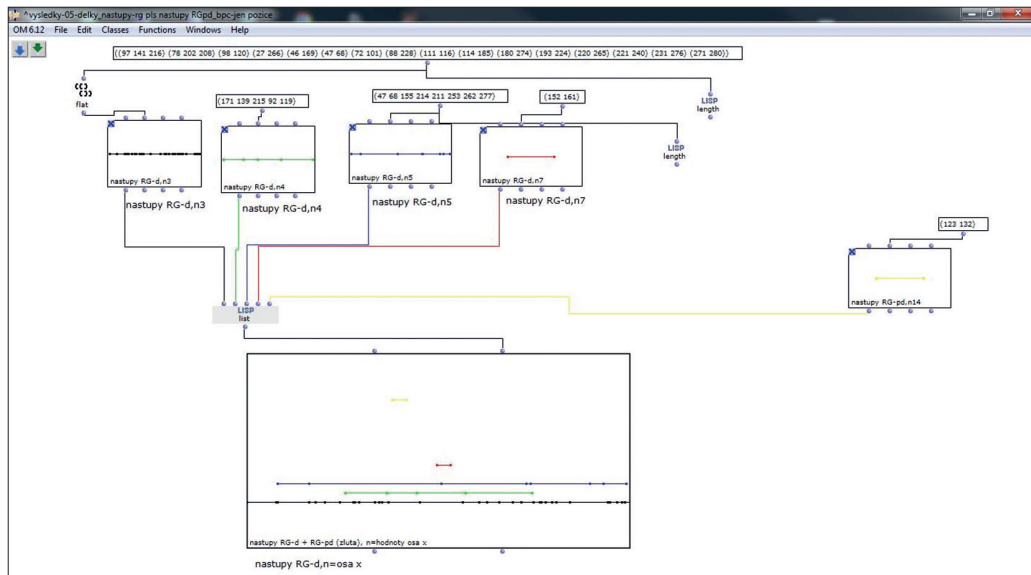 ^vysledky-05-delky_nastupy-rg pls nastupy RGpd_bpc-jen pozice
OM 6.12 File Edit Classes Functions Windows Help
((97 141 216) (78 202 208) (98 120) (27 266) (46 169) (47 68) (72 101) (88 228) (111 116) (114 185) (180 274) (193 224) (220 265) (221 240) (231 276) (271 280))
flat
(171 139 215 92 119)
(47 68 155 214 211 253 262 277)
(152 161)
LISP
length
LISP
length
nastupy RG-d,n3
nastupy RG-d,n4
nastupy RG-d,n5
nastupy RG-d,n7
nastupy RG-d,n3
nastupy RG-d,n4
nastupy RG-d,n5
nastupy RG-d,n7
(123 132)
nastupy RG-pd,n14
LISP
list
nastupy RG-d + RG-pd (zluta), n=hodnoty osa x
nastupy RG-d,n=osa x